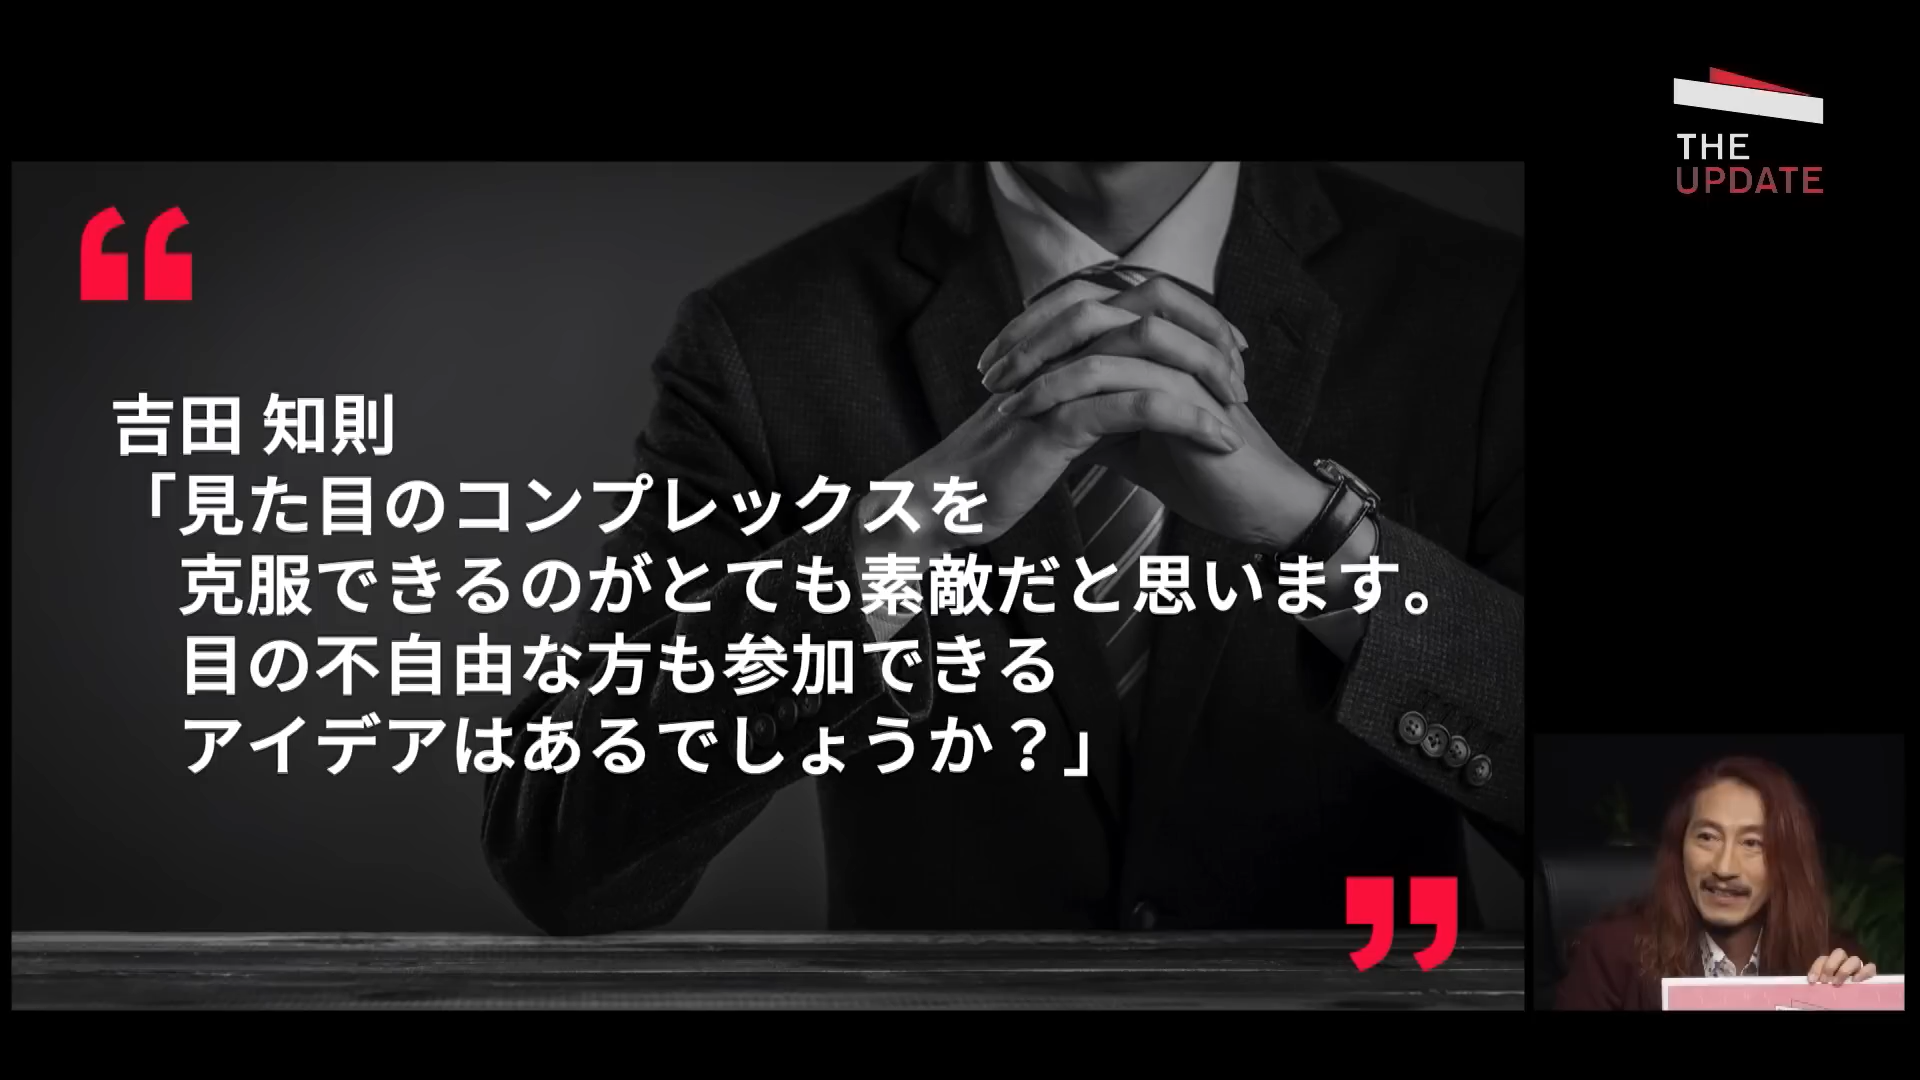 THE
UPDATE
吉田 知則
「見た目のコンプレックスを
克服できるのがとても素敵だと思います。
目の不自由な方も参加できる
アイデアはあるでしょうか？」